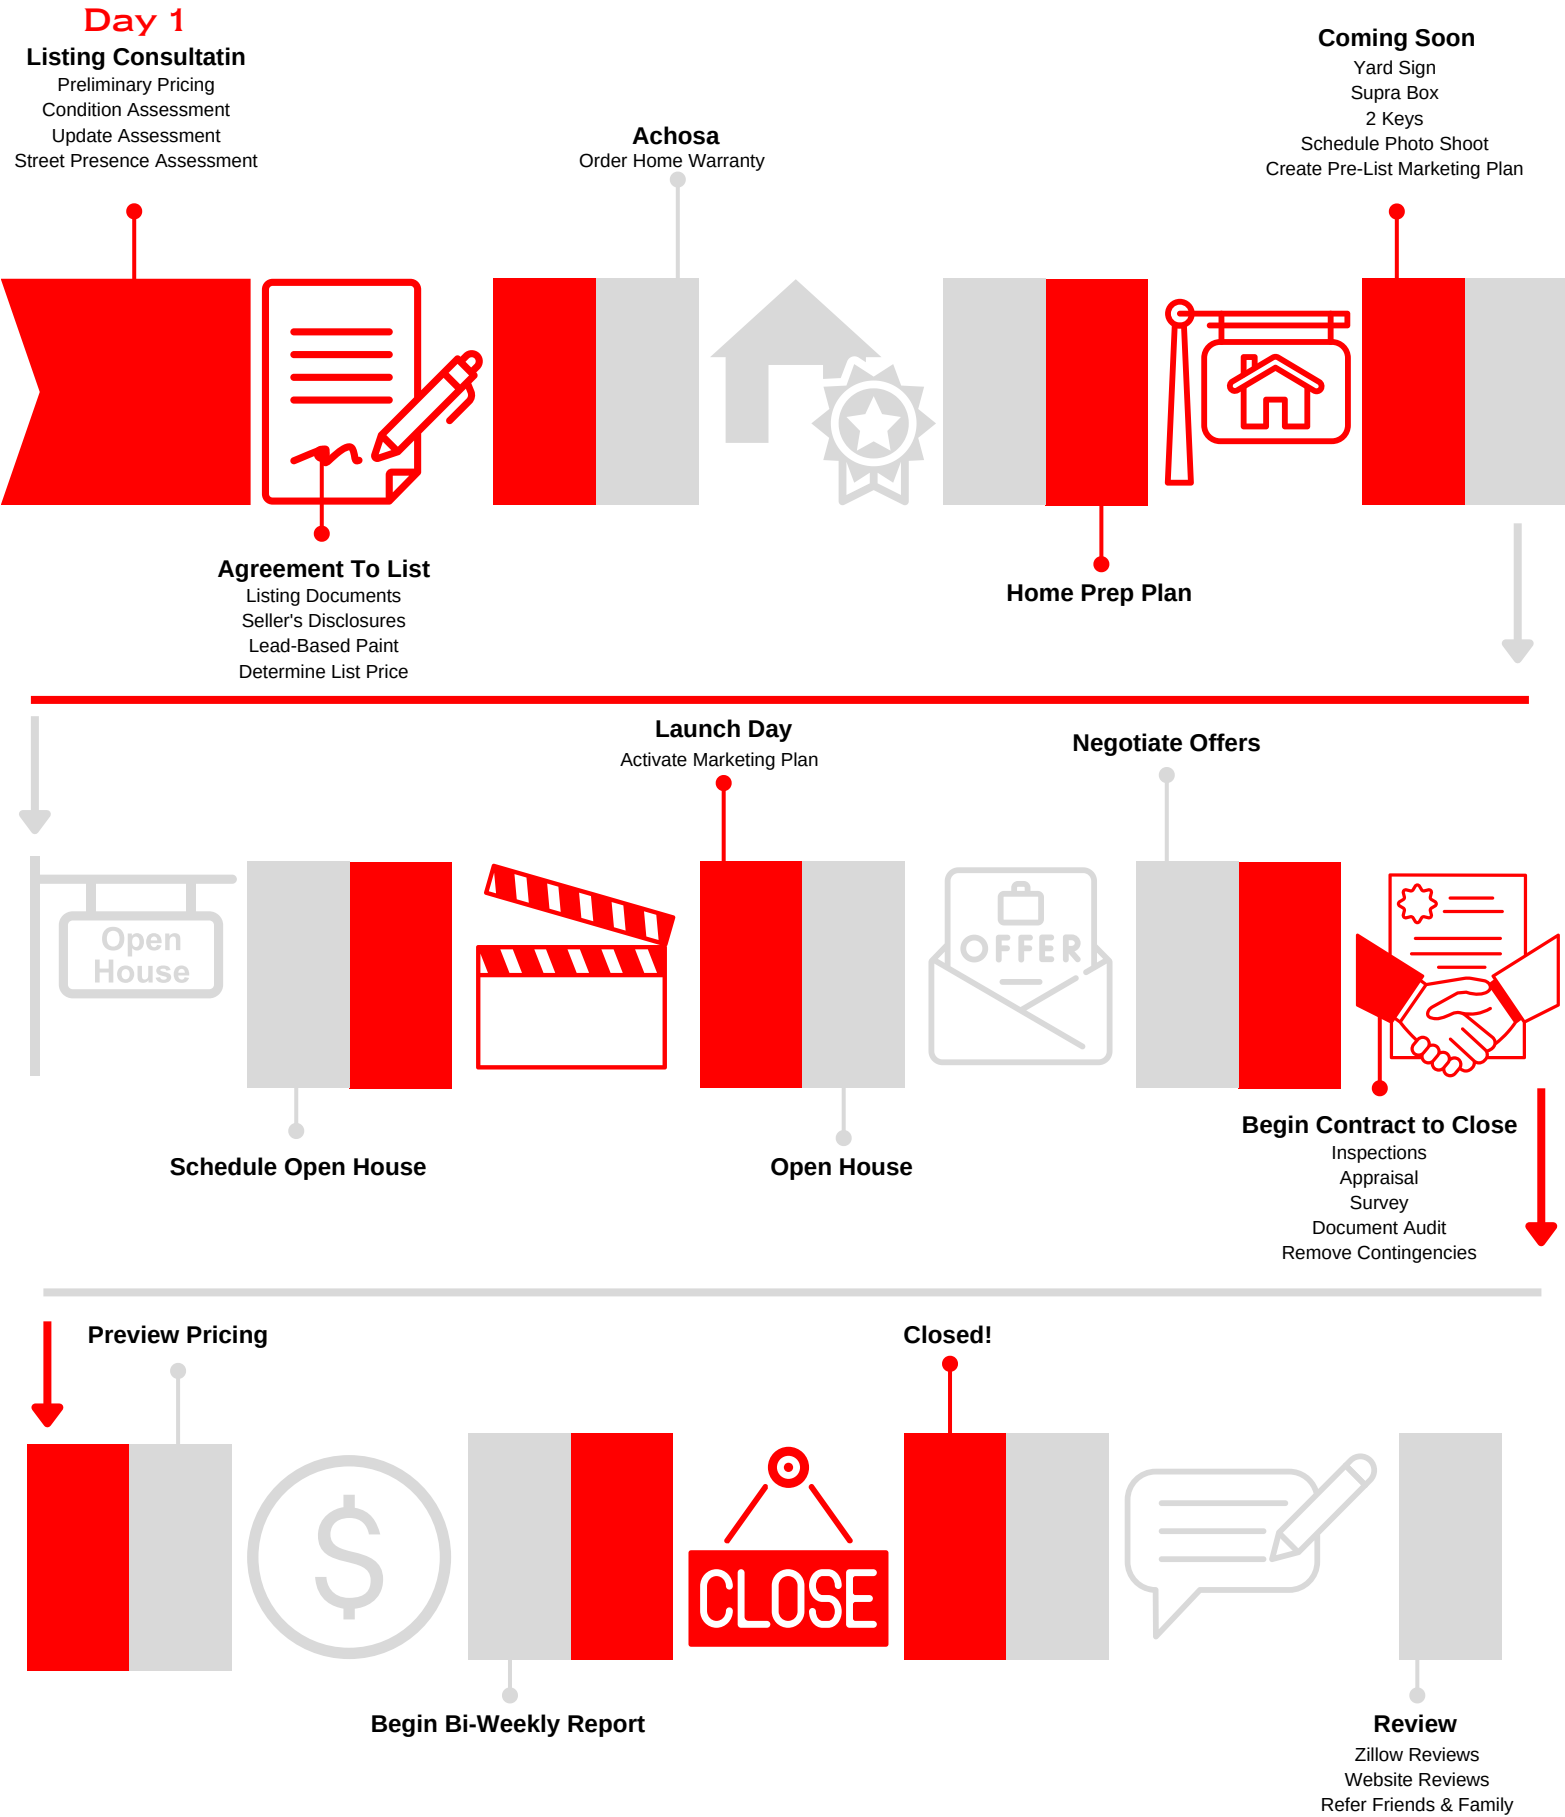 Day 1
Listing Consultatin
Preliminary Pricing
Condition Assessment
Update Assessment
Street Presence Assessment
Achosa
Order Home Warranty
Coming Soon
Yard Sign
Supra Box
2 Keys
Schedule Photo Shoot
Create Pre-List Marketing Plan
Agreement To List
Listing Documents
Seller's Disclosures
Lead-Based Paint
Determine List Price
Home Prep Plan
Launch Day
Activate Marketing Plan
Negotiate Offers
Open
House
OFFER
Schedule Open House
Open House
Begin Contract to Close
Inspections
Appraisal
Survey
Document Audit
Remove Contingencies
Preview Pricing
Closed!
$
CLOSE
Begin Bi-Weekly Report
Review
Zillow Reviews
Website Reviews
Refer Friends & Family